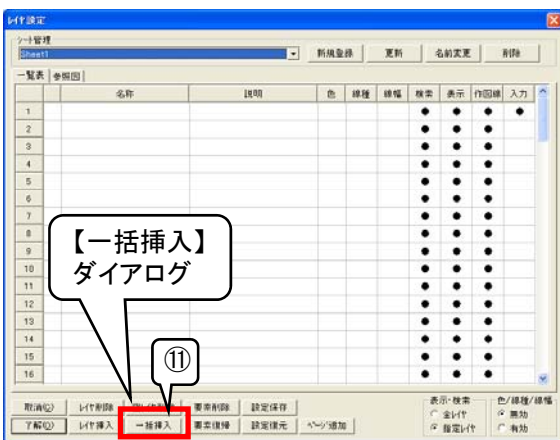 レイヤ設定
シート管理
Sheet1
新規登録 更新 名前変更 削除
一覧表 参照図
名称 説明 色 線種 線幅 検索 表示 作図線 入力
1
2
3
4
5
6
7
8
9
10
11
12
13
14
15
16
【一括挿入】
ダイアログ
⑪
取消(C) レイヤ削除 要素削除 設定保存
了解(O) レイヤ挿入 一括挿入 要素復帰 設定復元 ページ追加
表示・検索
全レイヤ
指定レイヤ
色/線種/線幅
無効
有効